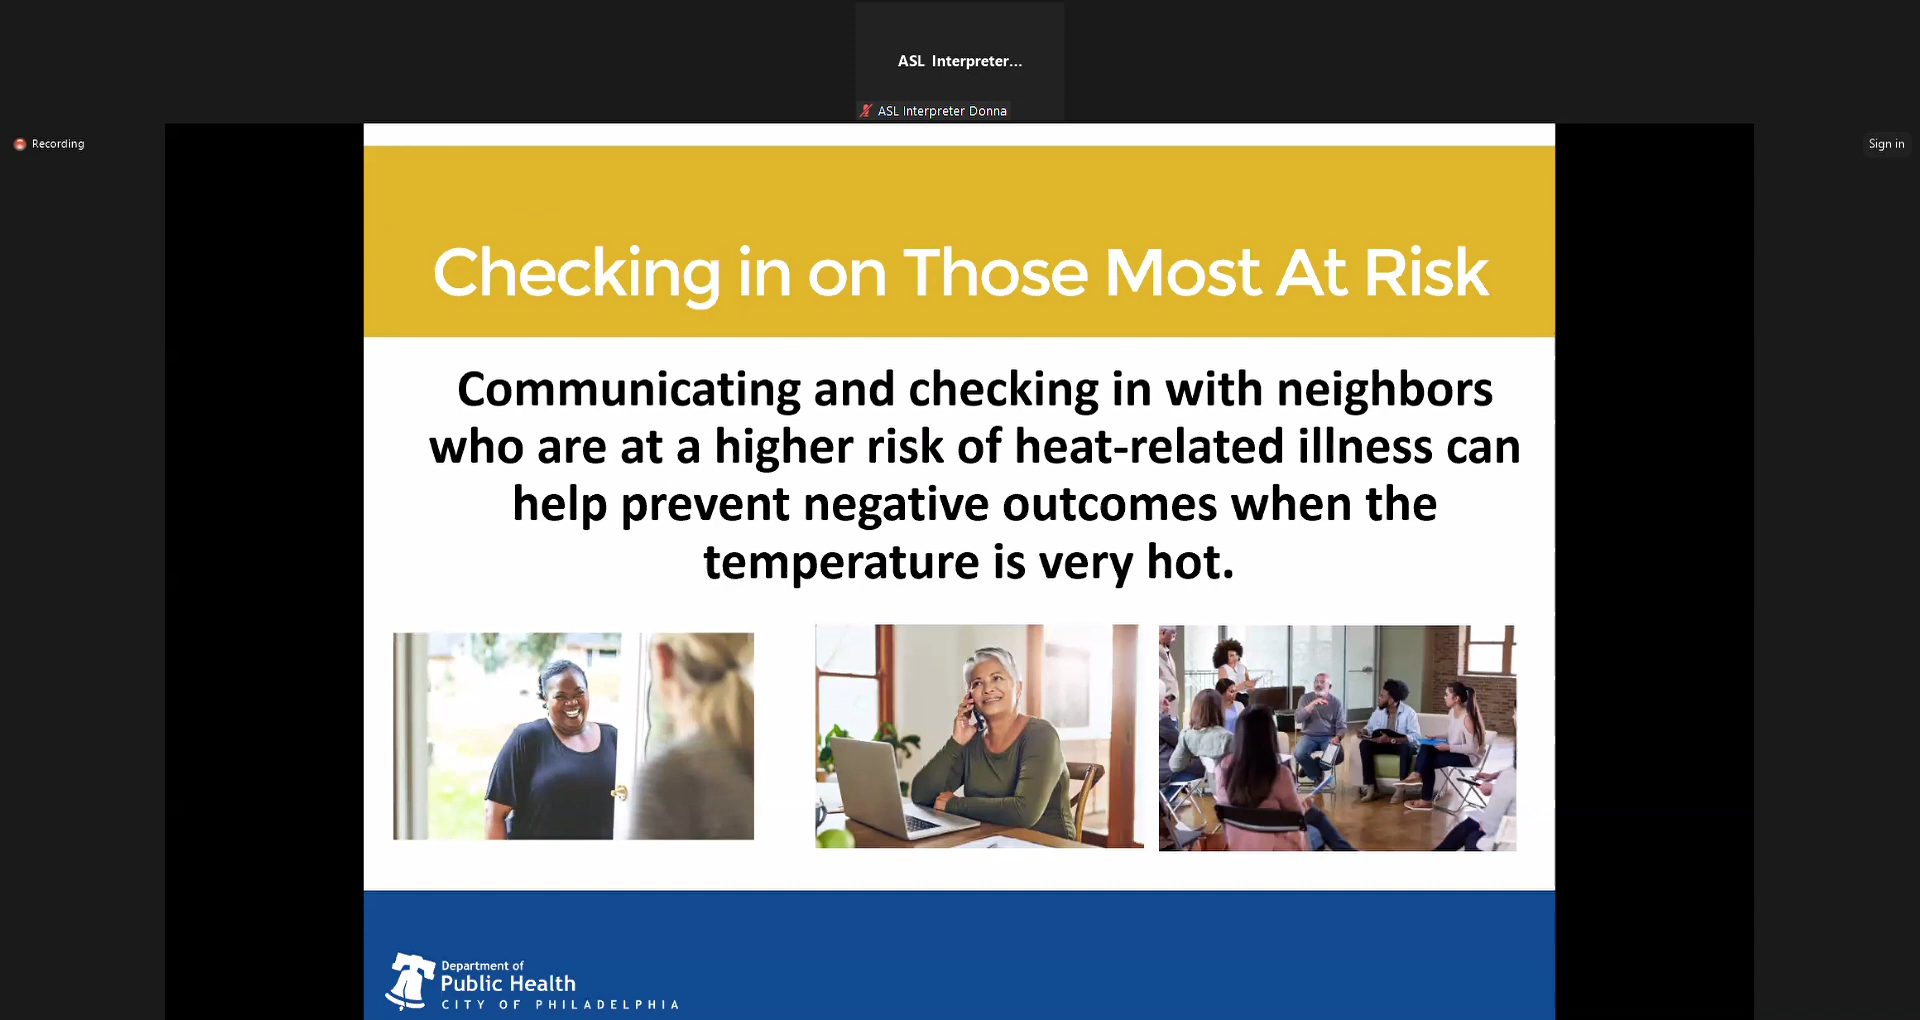 ASL Interpreter...
ASL Interpreter Donna
Recording
Sign in
Checking in on Those Most At Risk
Communicating and checking in with neighbors
who are at a higher risk of heat-related illness can
help prevent negative outcomes when the
temperature is very hot.
Department of
Public Health
CITY OF PHILADELPHIA